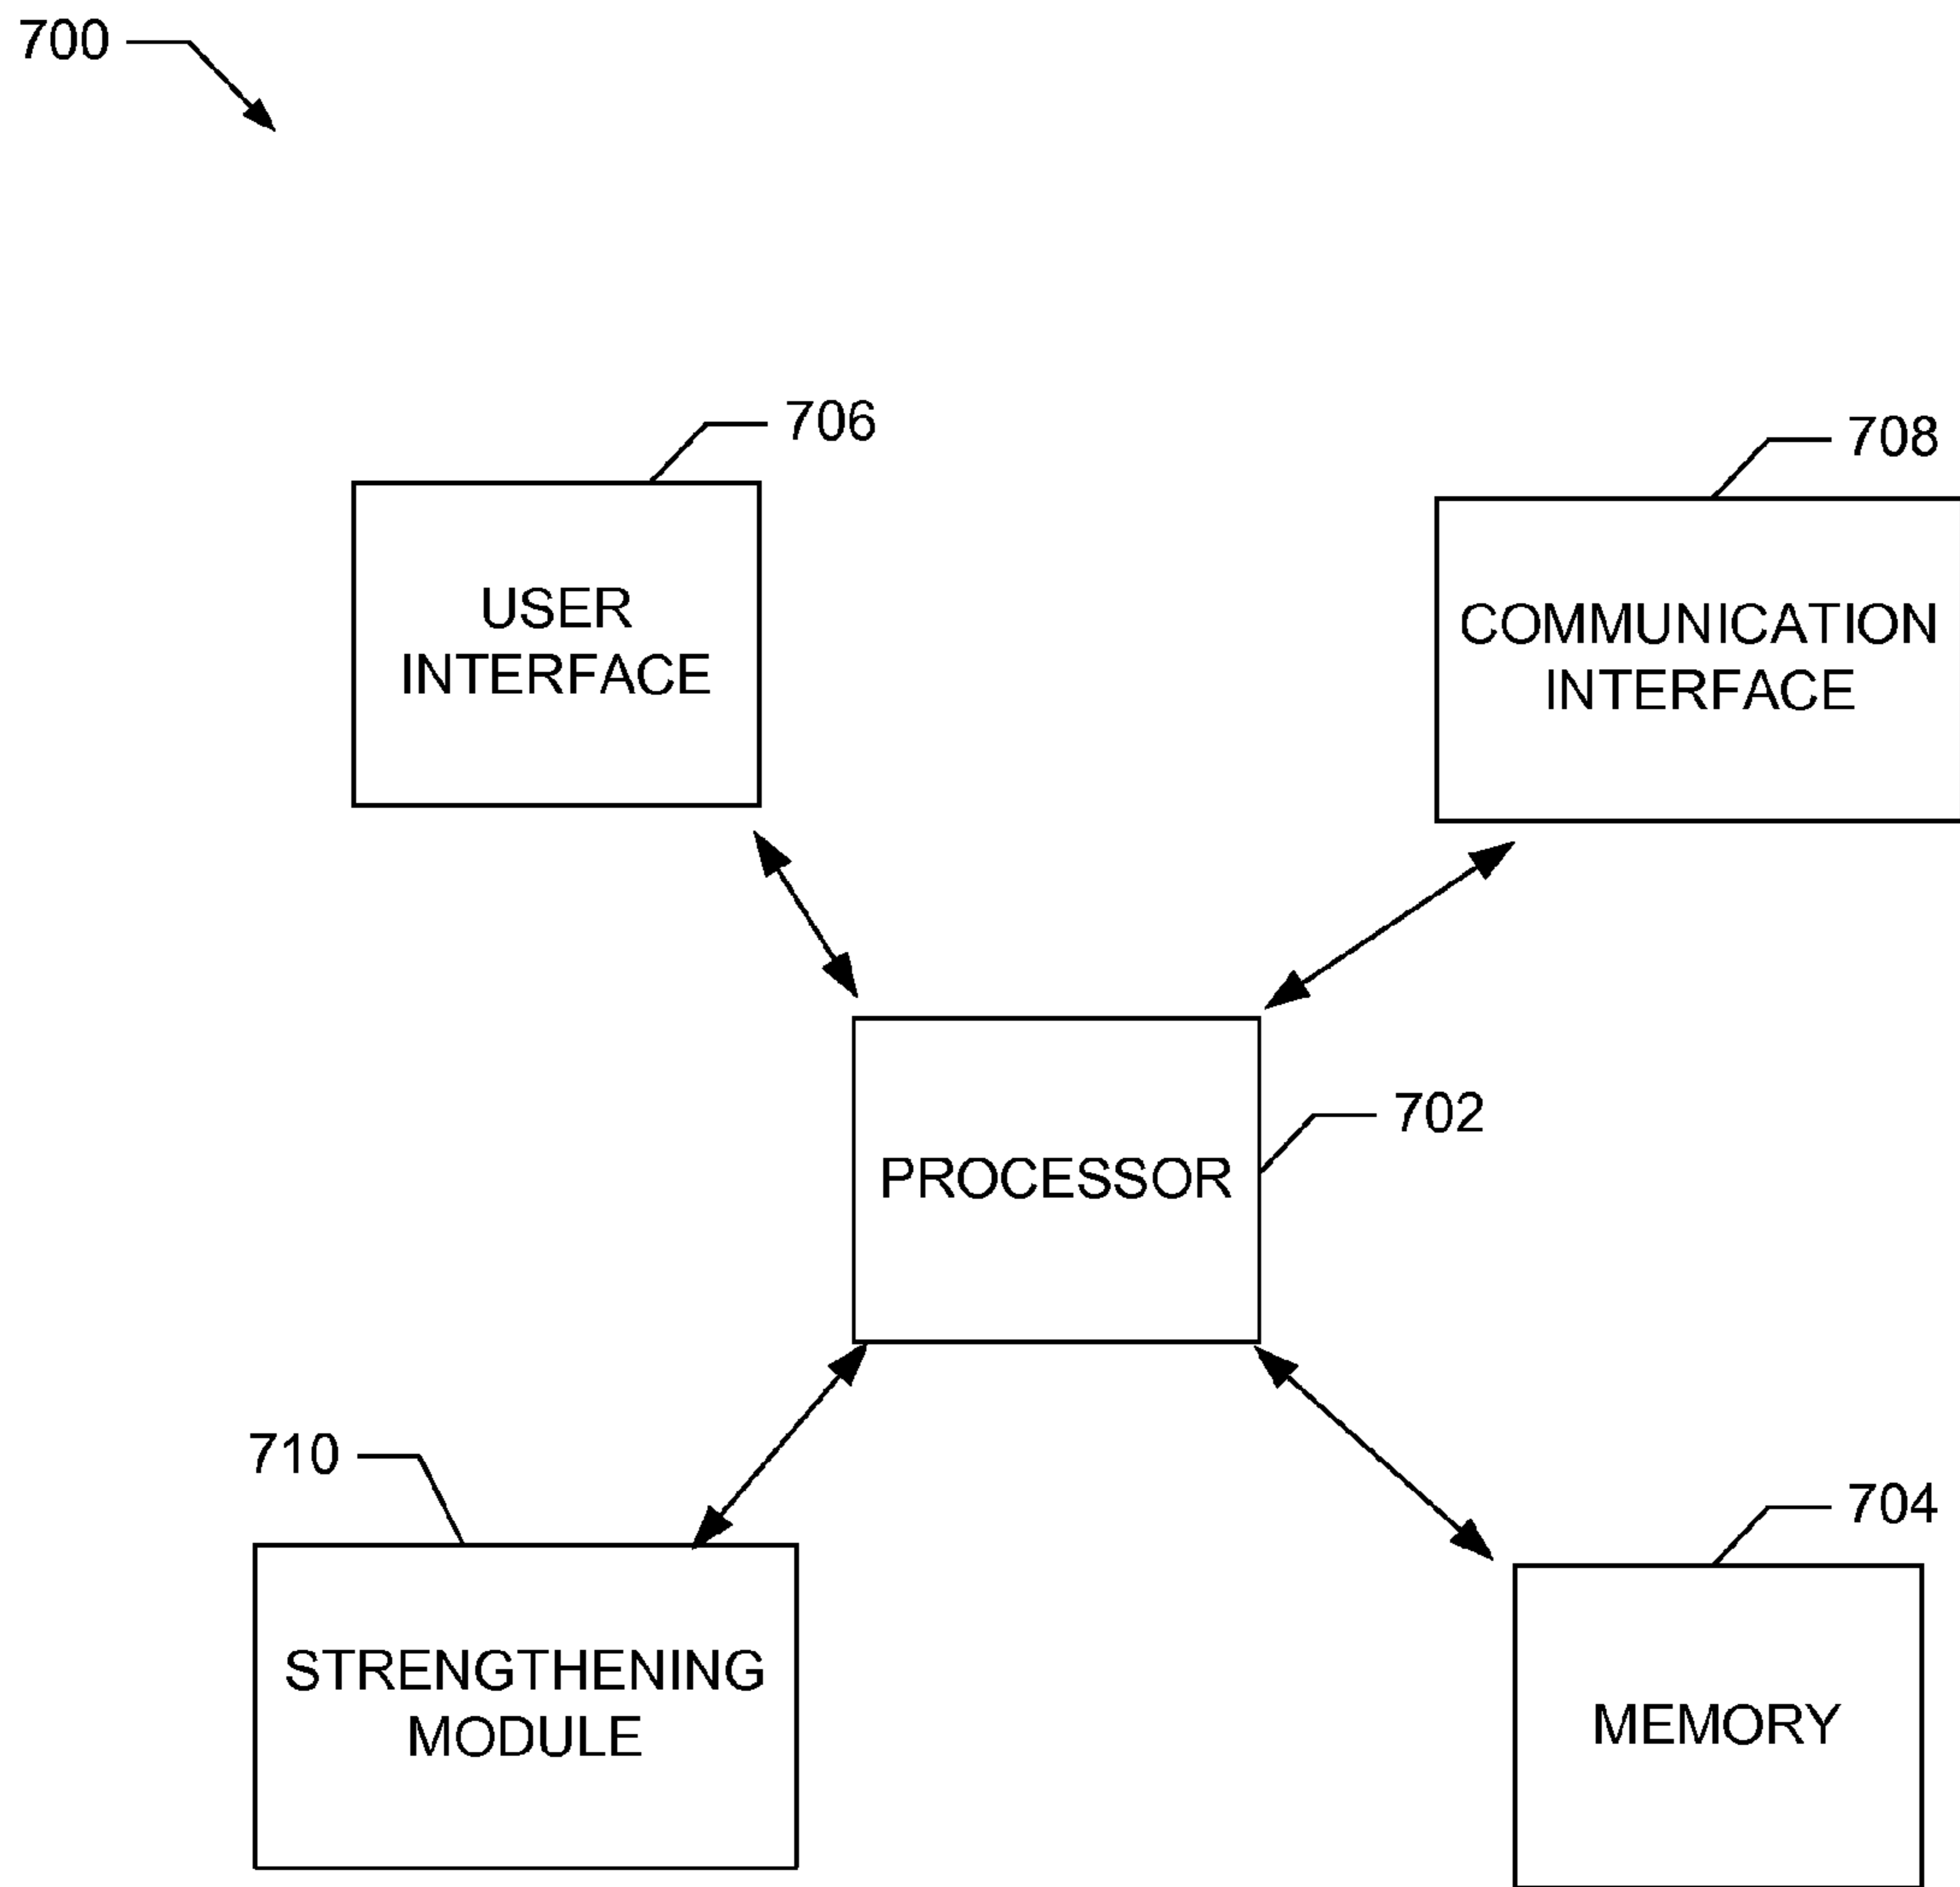 700
706
708
USER
INTERFACE
COMMUNICATION
INTERFACE
702
PROCESSOR
710
704
STRENGTHENING
MODULE
MEMORY